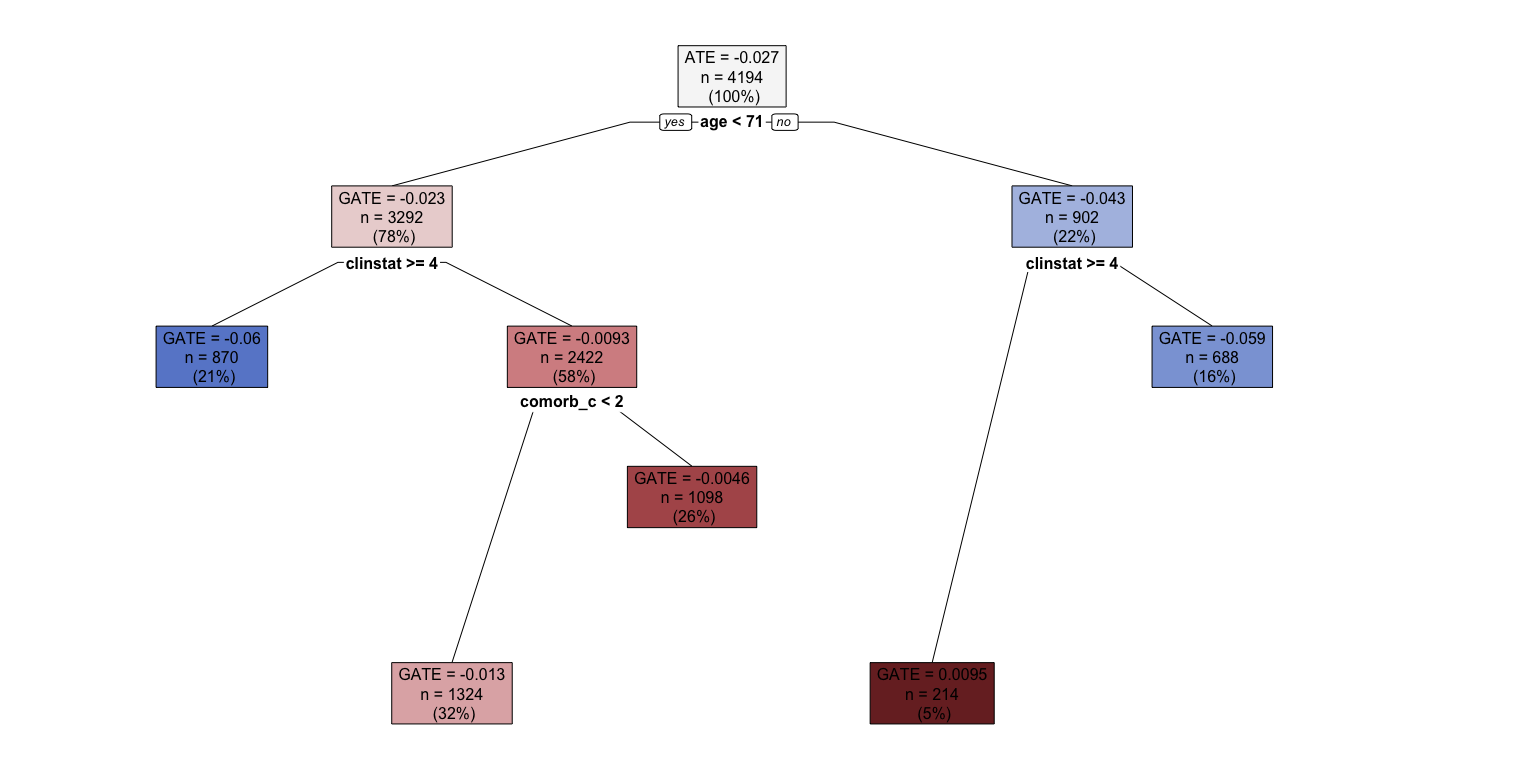 ATE = -0.027
n = 4194
(100%)
yes age < 71 no
GATE = -0.023
n = 3292
(78%)
GATE = -0.043
n = 902
(22%)
clinstat >= 4
clinstat >= 4
GATE = -0.06
n = 870
(21%)
GATE = -0.0093
n = 2422
(58%)
GATE = -0.059
n = 688
(16%)
comorb_c < 2
GATE = -0.0046
n = 1098
(26%)
GATE = -0.013
n = 1324
(32%)
GATE = 0.0095
n = 214
(5%)